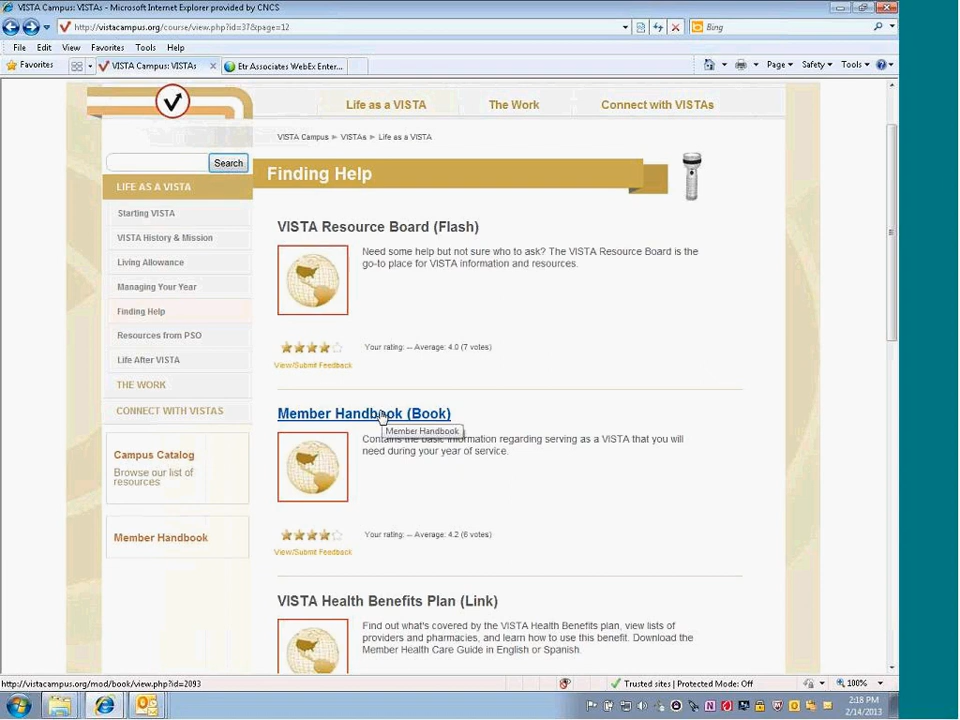 VISTA Campus: VISTAs - Microsoft Internet Explorer provided by CNCS
http://vistacampus.org/course/view.php?id=37&page=12
Bing
File Edit View Favorites Tools Help
Favorites VISTA Campus: VISTAs Etr Associates WebEx Enter... Page Safety Tools
Life as a VISTA The Work Connect with VISTAs
VISTA Campus ► VISTAs ► Life as a VISTA
Search
Finding Help
LIFE AS A VISTA
Starting VISTA
VISTA History & Mission
Living Allowance
Managing Your Year
Finding Help
Resources from PSO
Life After VISTA
THE WORK
CONNECT WITH VISTAS
Campus Catalog
Browse our list of
resources
Member Handbook
VISTA Resource Board (Flash)
Need some help but not sure who to ask? The VISTA Resource Board is the
go-to place for VISTA information and resources.
Your rating: -- Average: 4.0 (7 votes)
View/Submit Feedback
Member Handbook (Book)
Member Handbook
Contains the basic information regarding serving as a VISTA that you will
need during your year of service.
Your rating: -- Average: 4.2 (6 votes)
View/Submit Feedback
VISTA Health Benefits Plan (Link)
Find out what's covered by the VISTA Health Benefits plan, view lists of
providers and pharmacies, and learn how to use this benefit. Download the
Member Health Care Guide in English or Spanish.
http://vistacampus.org/mod/book/view.php?id=2093
Trusted sites | Protected Mode: Off
100%
2:18 PM
2/14/2013